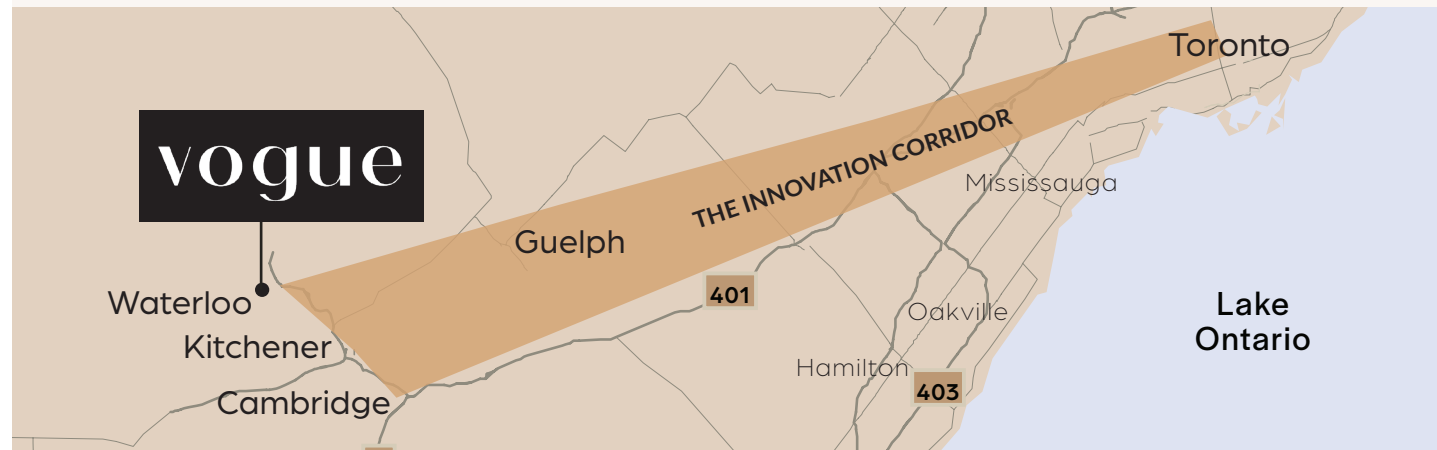 Toronto
THE INNOVATION CORRIDOR
vogue
Mississauga
Guelph
401
Waterloo
Lake
Ontario
Oakville
Kitchener
Hamilton
403
Cambridge